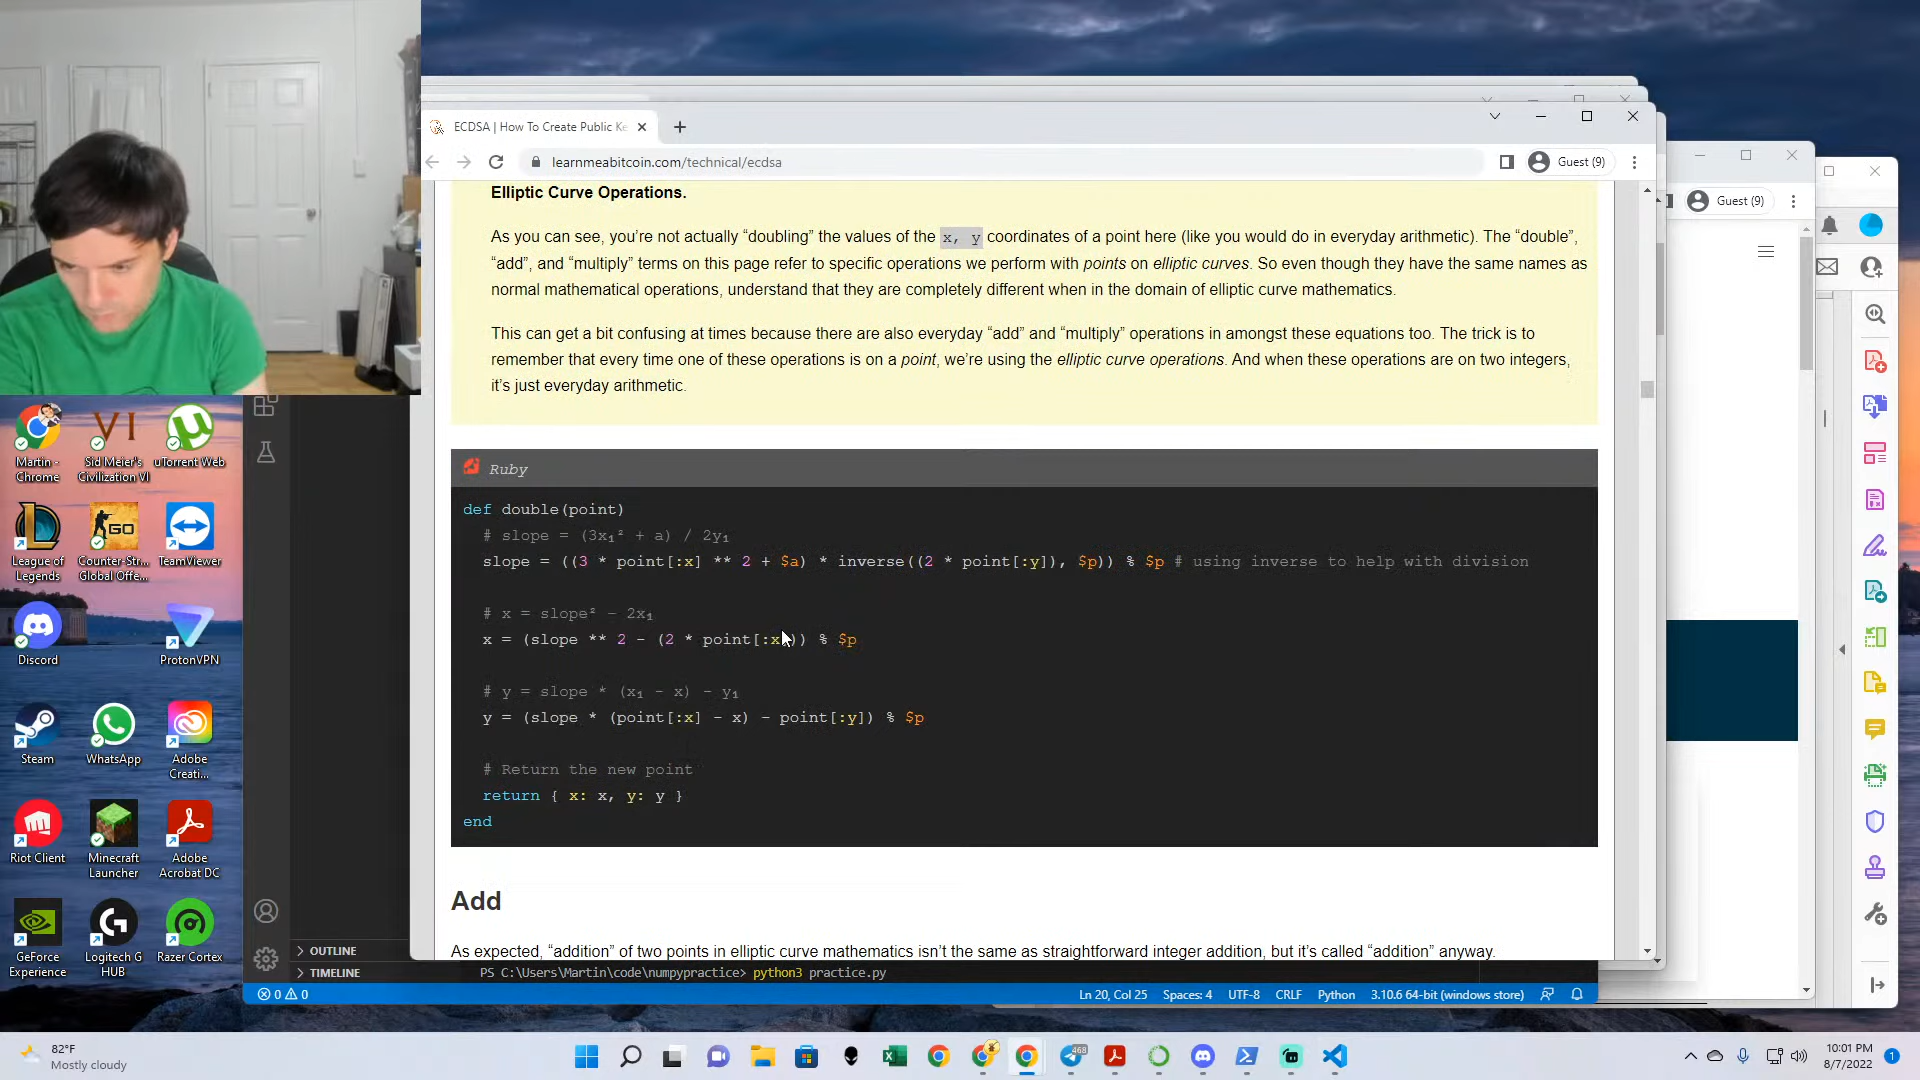 ECDSA | How To Create Public Ke
learnmeabitcoin.com/technical/ecdsa
Guest (9)
Guest (9)
Elliptic Curve Operations.
As you can see, you’re not actually “doubling” the values of the x, y coordinates of a point here (like you would do in everyday arithmetic). The “double”,
“add”, and “multiply” terms on this page refer to specific operations we perform with points on elliptic curves. So even though they have the same names as
normal mathematical operations, understand that they are completely different when in the domain of elliptic curve mathematics.
This can get a bit confusing at times because there are also everyday “add” and “multiply” operations in amongst these equations too. The trick is to
remember that every time one of these operations is on a point, we’re using the elliptic curve operations. And when these operations are on two integers,
it’s just everyday arithmetic.
Ruby
def double(point)
# slope = (3x₁² + a) / 2y₁
slope = ((3 * point[:x] ** 2 + $a) * inverse((2 * point[:y]), $p)) % $p # using inverse to help with division
# x = slope² - 2x₁
x = (slope ** 2 - (2 * point[:x])) % $p
# y = slope * (x₁ - x) - y₁
y = (slope * (point[:x] - x) - point[:y]) % $p
# Return the new point
return { x: x, y: y }
end
Add
As expected, “addition” of two points in elliptic curve mathematics isn’t the same as straightforward integer addition, but it’s called “addition” anyway.
Martin -
Chrome
VI
Sid Meier's
Civilization VI
uTorrent Web
League of
Legends
GO
Counter-Str...
Global Offe...
TeamViewer
Discord
ProtonVPN
Steam
WhatsApp
Adobe
Creati...
Riot Client
Minecraft
Launcher
Adobe
Acrobat DC
GeForce
Experience
Logitech G
HUB
Razer Cortex
OUTLINE
TIMELINE
PS C:\Users\Martin\code\numpypractice> python3 practice.py
0 0
Ln 20, Col 25
Spaces: 4
UTF-8
CRLF
Python
3.10.6 64-bit (windows store)
82°F
Mostly cloudy
468
10:01 PM
8/7/2022
1